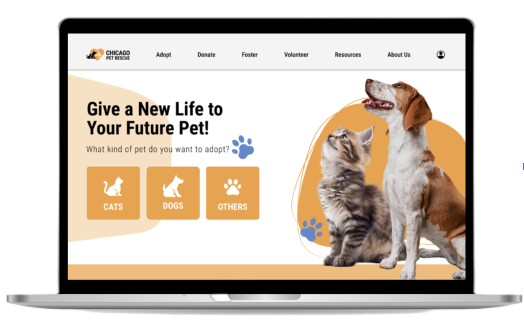 CHICAGO
PET RESCUE
Adopt Donate Foster Volunteer Resources About Us
Give a New Life to
Your Future Pet!
What kind of pet do you want to adopt?
CATS DOGS OTHERS